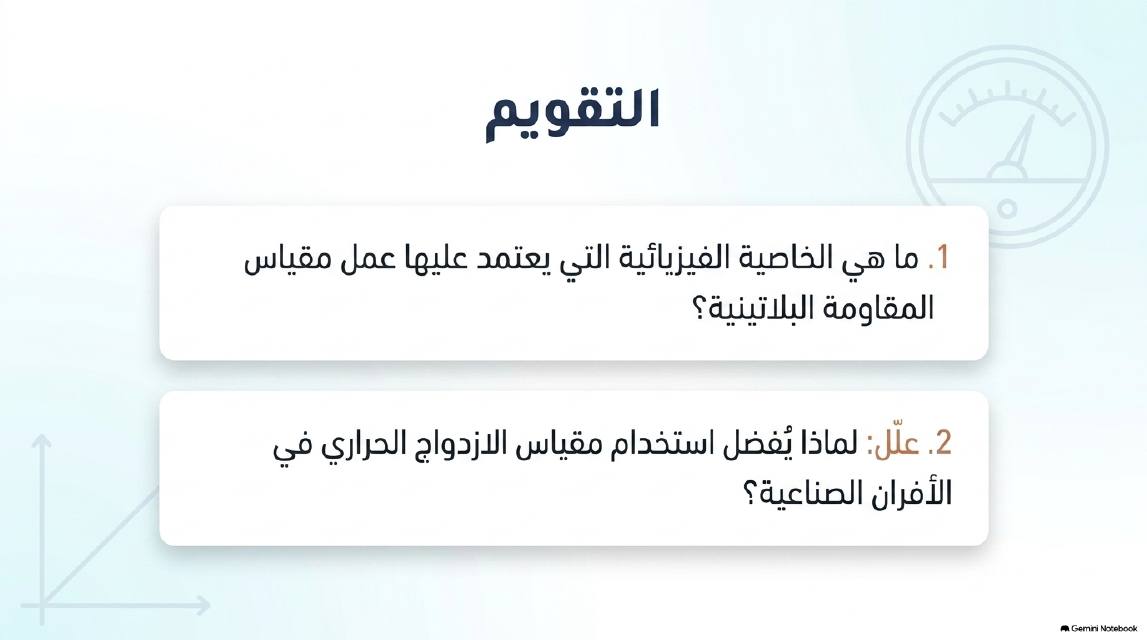 التقويم
1. ما هي الخاصية الفيزيائية التي يعتمد عليها عمل مقياس
المقاومة البلاتينية؟
2. علّل: لماذا يُفضل استخدام مقياس الازدواج الحراري في
الأفران الصناعية؟
Gemini Notebook